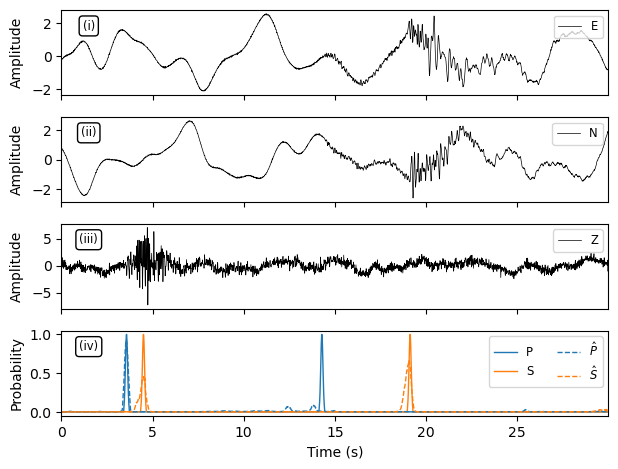 Amplitude
2
0
−2
(i)
E
Amplitude
2
0
−2
(ii)
N
Amplitude
5
0
−5
(iii)
Z
Probability
1.0
0.5
0.0
(iv)
P P̂
S Ŝ
0 5 10 15 20 25
Time (s)